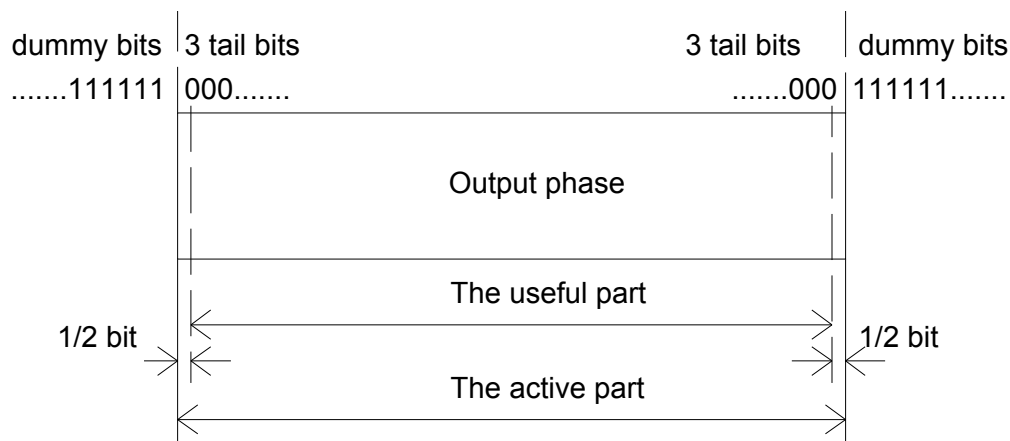 dummy bits 3 tail bits 3 tail bits dummy bits
.......111111 000....... .......000 111111.......
Output phase
The useful part
1/2 bit 1/2 bit
The active part